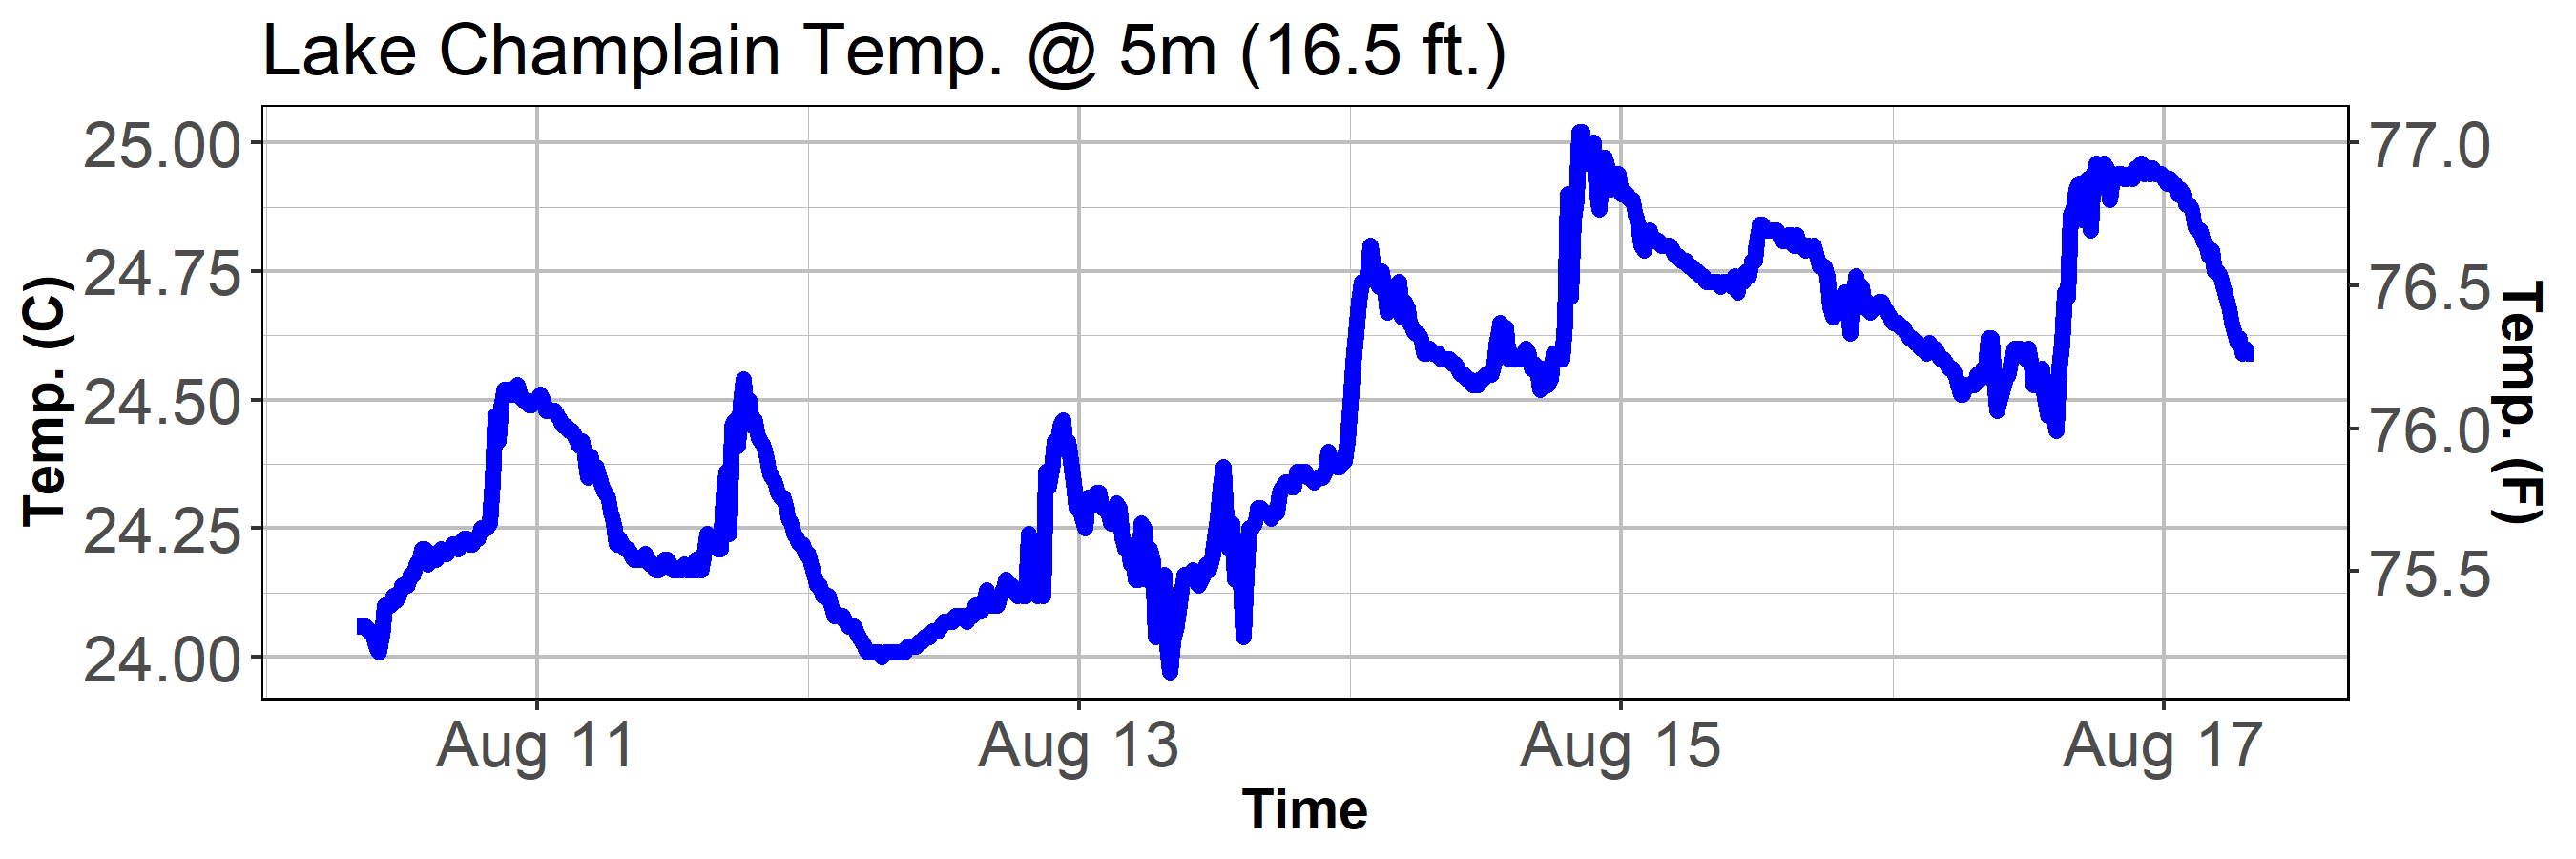 Lake Champlain Temp. @ 5m (16.5 ft.)
Temp. (C)
25.00
24.75
24.50
24.25
24.00
77.0
76.5
76.0
75.5
Temp. (F)
Aug 11
Aug 13
Aug 15
Aug 17
Time